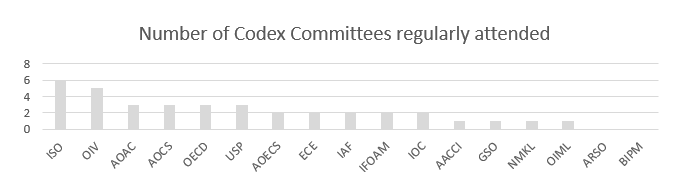 Number of Codex Committees regularly attended
8
6
4
2
0
ISO
OIV
AOAC
AOCS
OECD
USP
AOECS
ECE
IAF
IFOAM
IOC
AACCI
GSO
NMKL
OIML
ARSO
BIPM